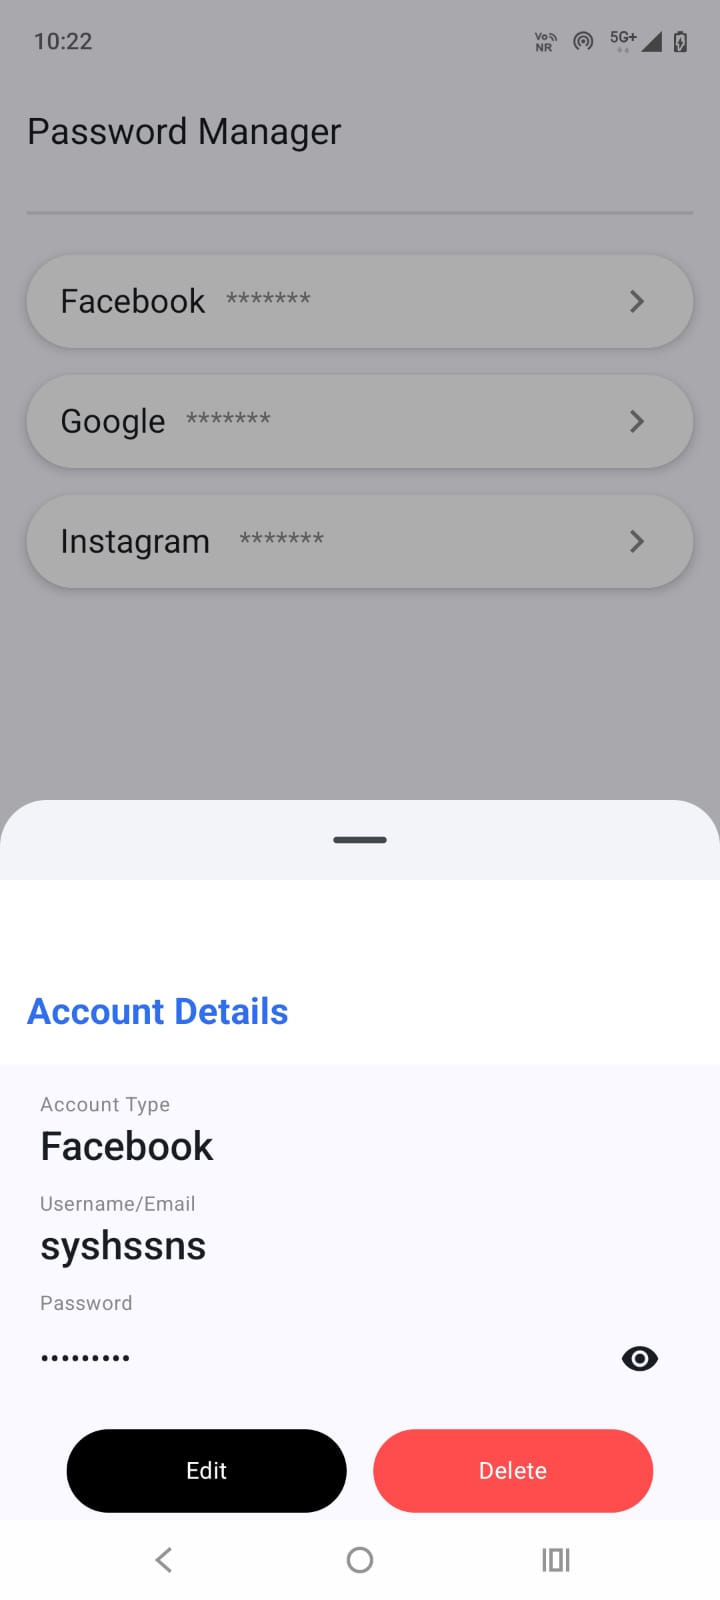 10:22
Vo NR 5G+
Password Manager
Facebook *******
Google *******
Instagram *******
Account Details
Account Type
Facebook
Username/Email
syshssns
Password
•••••••••
Edit Delete